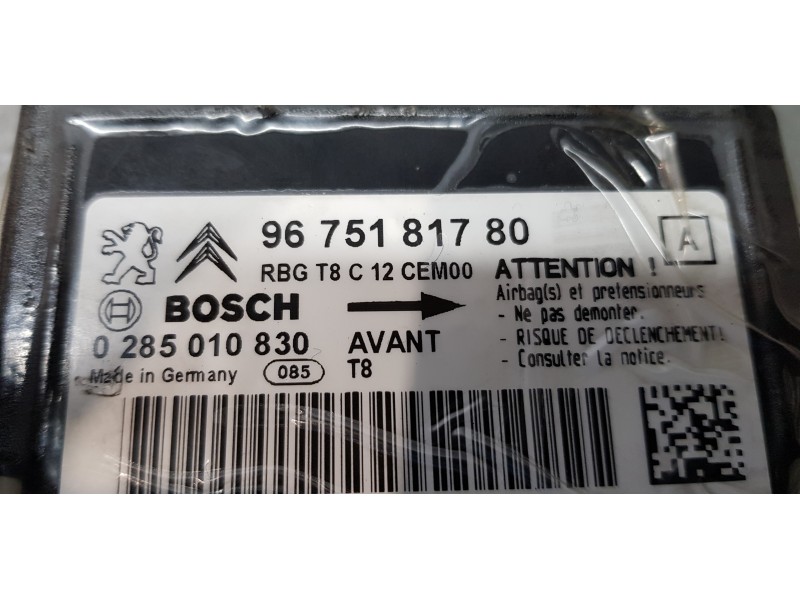 96 751 817 80
A
RBG T8 C 12 CEM00
BOSCH
0 285 010 830
AVANT
Made in Germany
085
T8
ATTENTION !
Airbag(s) et pretensionneurs
- Ne pas demonter.
- RISQUE DE DECLENCHEMENT!
- Consulter la notice.